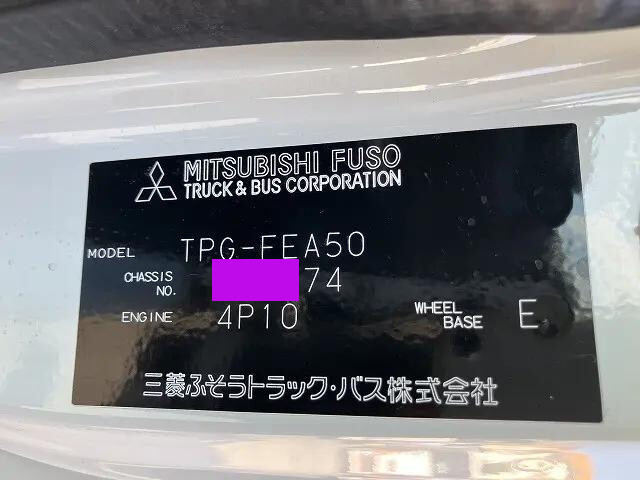 MITSUBISHI FUSO
TRUCK & BUS CORPORATION
MODEL TPG-FEA50
CHASSIS NO. 74
ENGINE 4P10 WHEEL BASE E
三菱ふそうトラック・バス株式会社